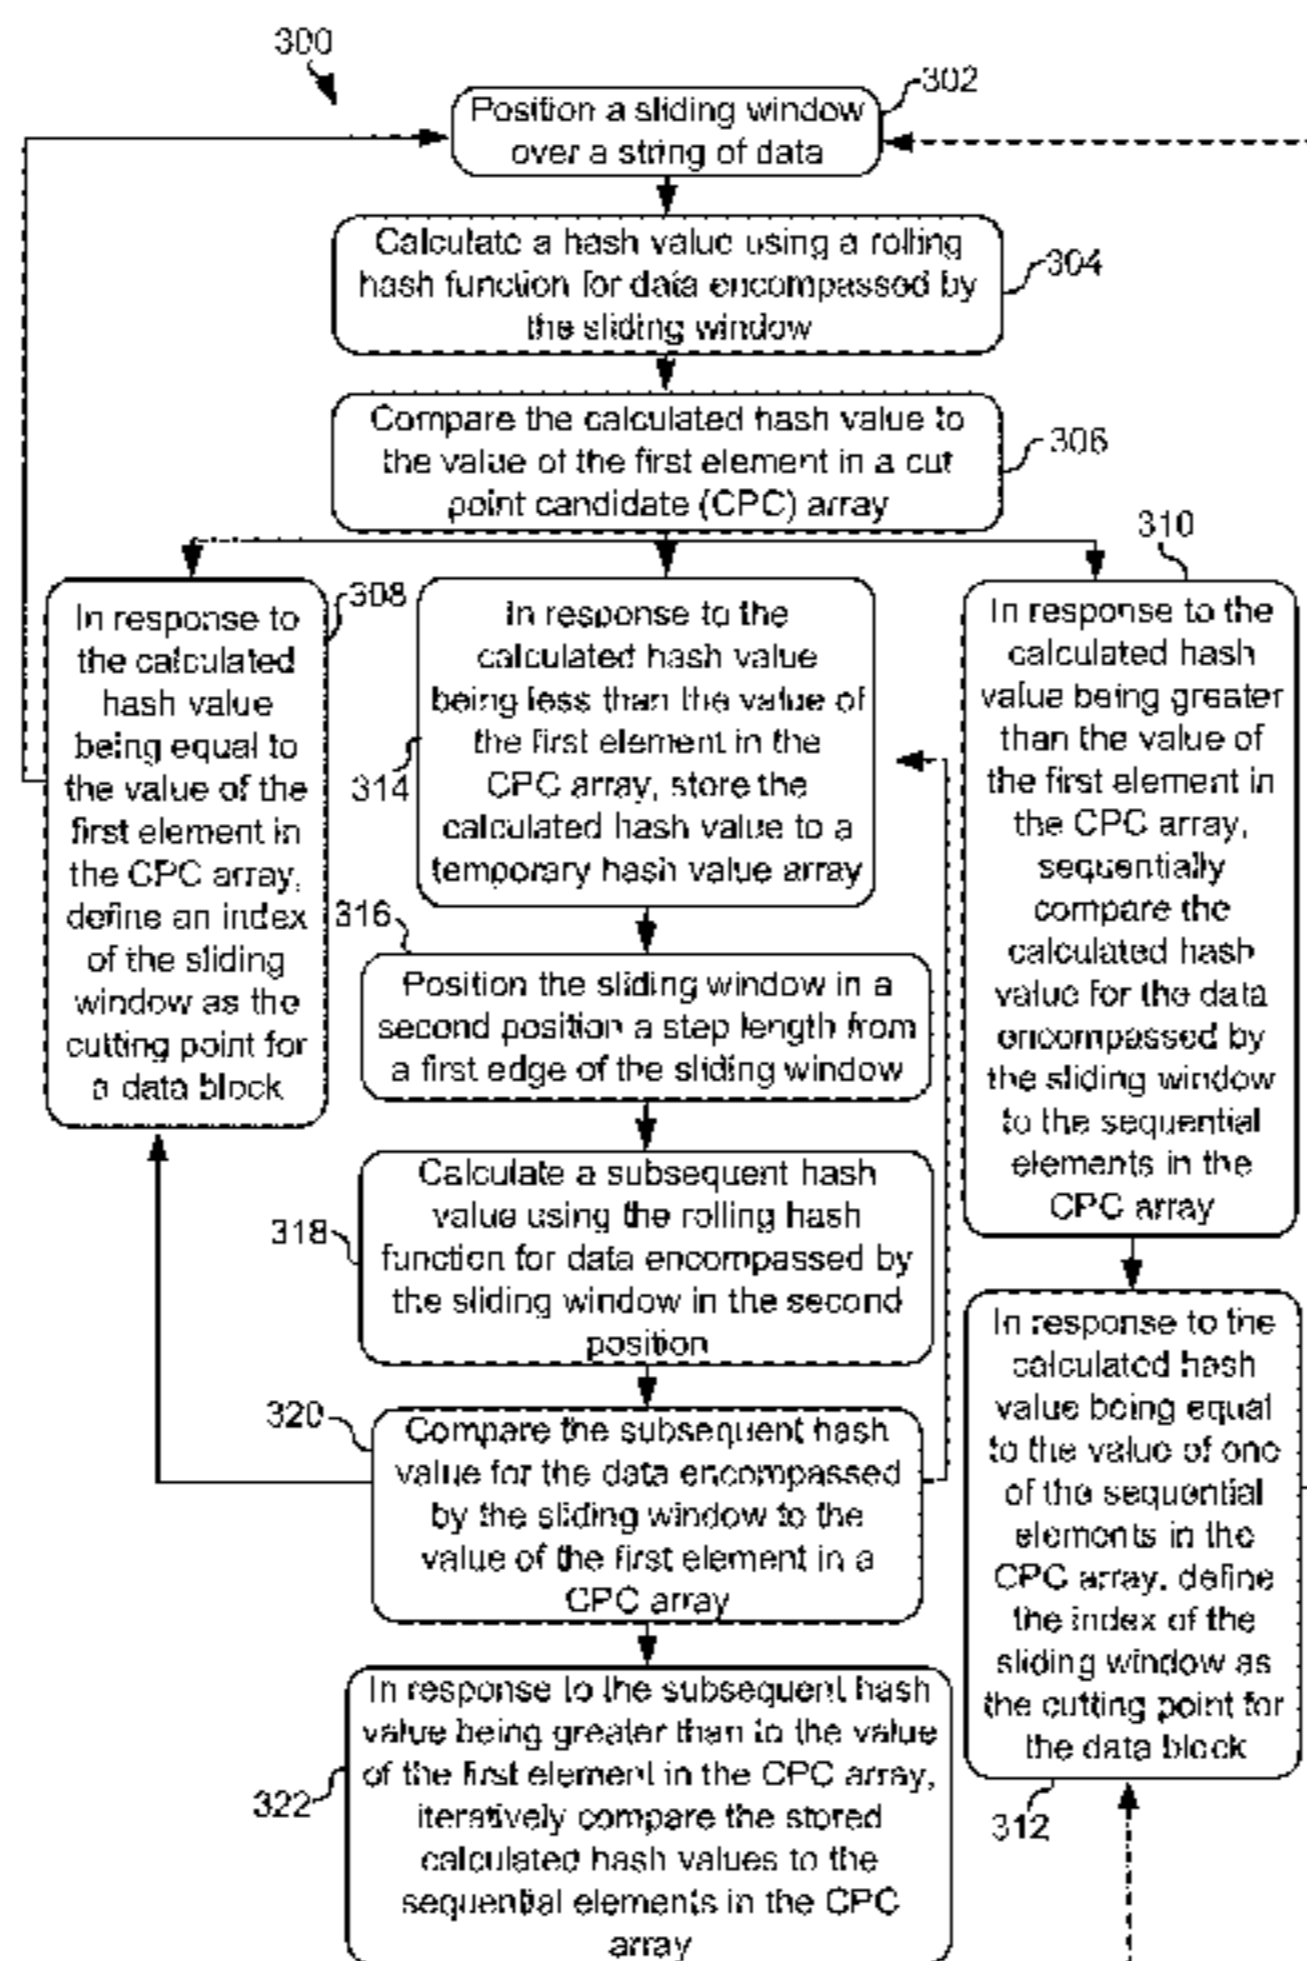 300
302
Position a sliding window
over a string of data
304
Calculate a hash value using a rolling
hash function for data encompassed by
the sliding window
306
Compare the calculated hash value to
the value of the first element in a cut
point candidate (CPC) array
308
In response to
the calculated
hash value
being equal to
the value of the
first element in
the CPC array,
define an index
of the sliding
window as the
cutting point for
a data block
314
In response to the
calculated hash value
being less than the value of
the first element in the
CPC array, store the
calculated hash value to a
temporary hash value array
310
In response to the
calculated hash
value being greater
than the value of
the first element in
the CPC array,
sequentially
compare the
calculated hash
value for the data
encompassed by
the sliding window
to the sequential
elements in the
CPC array
316
Position the sliding window in a
second position a step length from
a first edge of the sliding window
318
Calculate a subsequent hash
value using the rolling hash
function for data encompassed by
the sliding window in the second
position
320
Compare the subsequent hash
value for the data encompassed
by the sliding window to the
value of the first element in a
CPC array
322
In response to the subsequent hash
value being greater than to the value
of the first element in the CPC array,
iteratively compare the stored
calculated hash values to the
sequential elements in the CPC
array
In response to the
calculated hash
value being equal
to the value of one
of the sequential
elements in the
CPC array, define
the index of the
sliding window as
the cutting point for
the data block
312